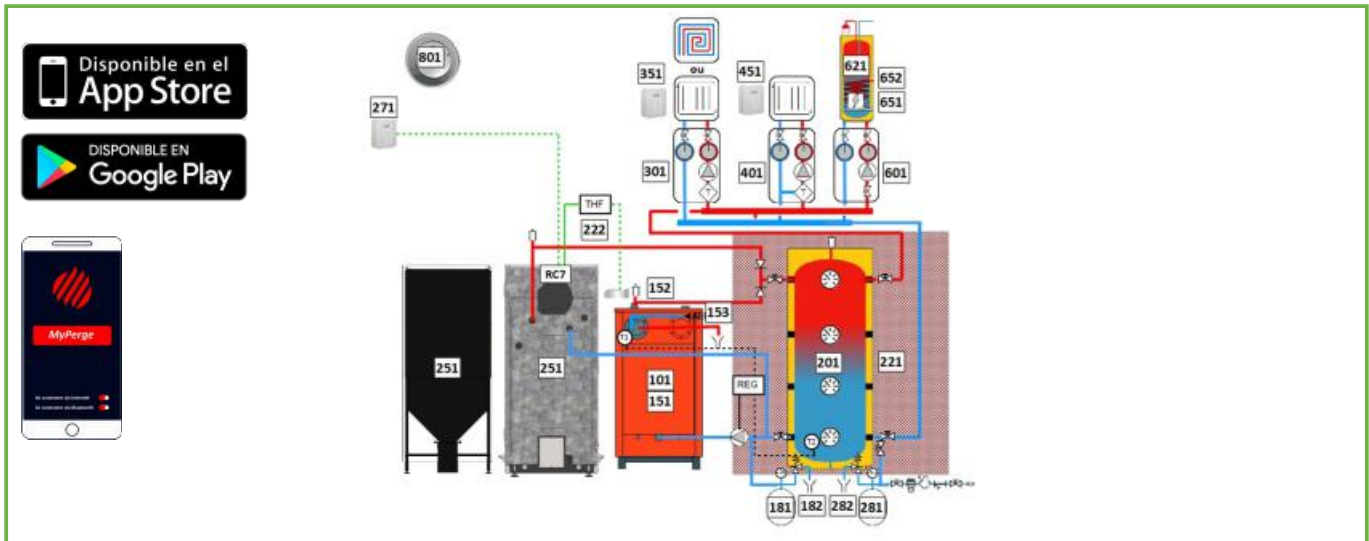 Disponible en el
App Store
DISPONIBLE EN
Google Play
MyPerge
801
271
351
ou
451
621
652
651
301
401
T
T
601
THF
222
RC7
152
153
T1
251
251
101
151
REG
201
221
T2
181
182
282
281